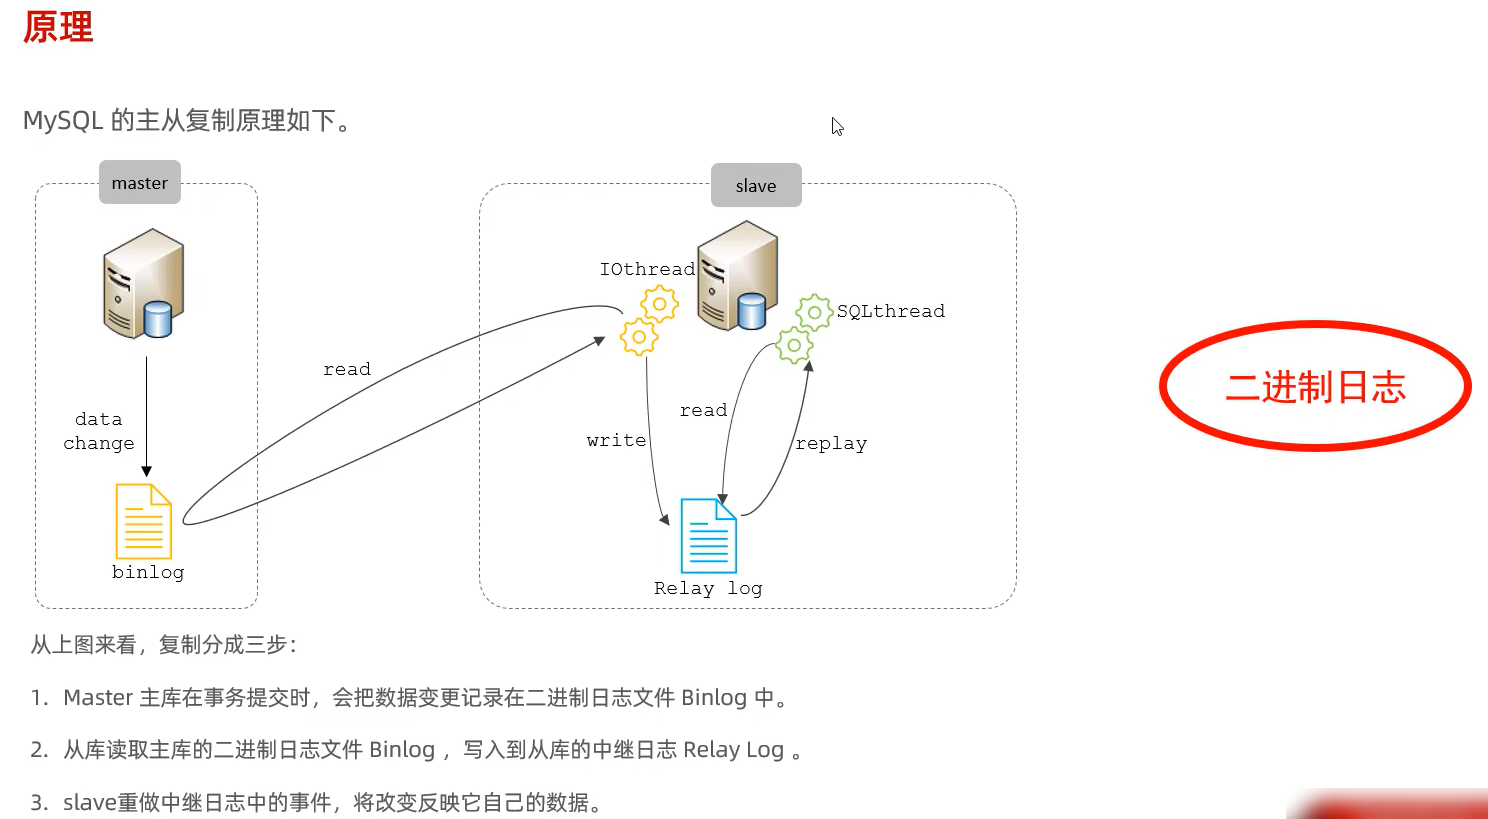 原理
MySQL 的主从复制原理如下。
master
slave
IOthread
SQLthread
read
二进制日志
data
change
read
write
replay
binlog
Relay log
从上图来看，复制分成三步：
1. Master 主库在事务提交时，会把数据变更记录在二进制日志文件 Binlog 中。
2. 从库读取主库的二进制日志文件 Binlog ，写入到从库的中继日志 Relay Log 。
3. slave重做中继日志中的事件，将改变反映它自己的数据。